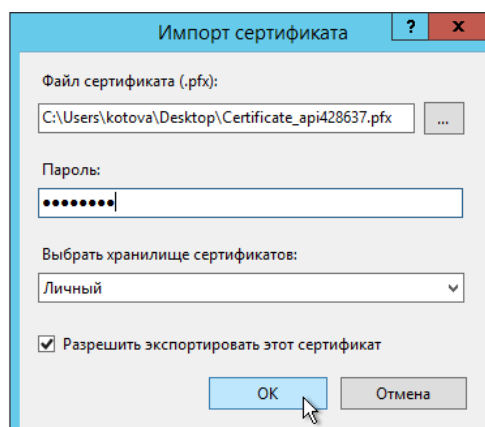 Импорт сертификата
?
x
Файл сертификата (.pfx):
C:\Users\kotova\Desktop\Certificate_api428637.pfx
...
Пароль:
●●●●●●●●
Выбрать хранилище сертификатов:
Личный
Разрешить экспортировать этот сертификат
OK
Отмена